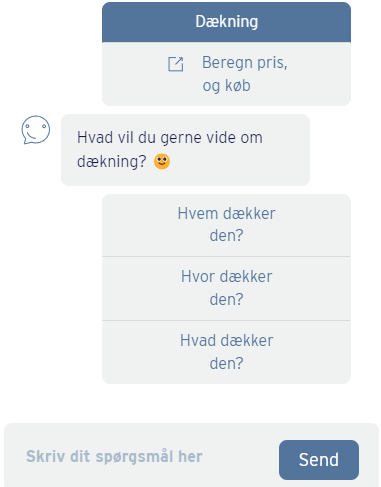 Dækning
Beregn pris,
og køb
Hvad vil du gerne vide om
dækning? 🙂
Hvem dækker
den?
Hvor dækker
den?
Hvad dækker
den?
Skriv dit spørgsmål her
Send